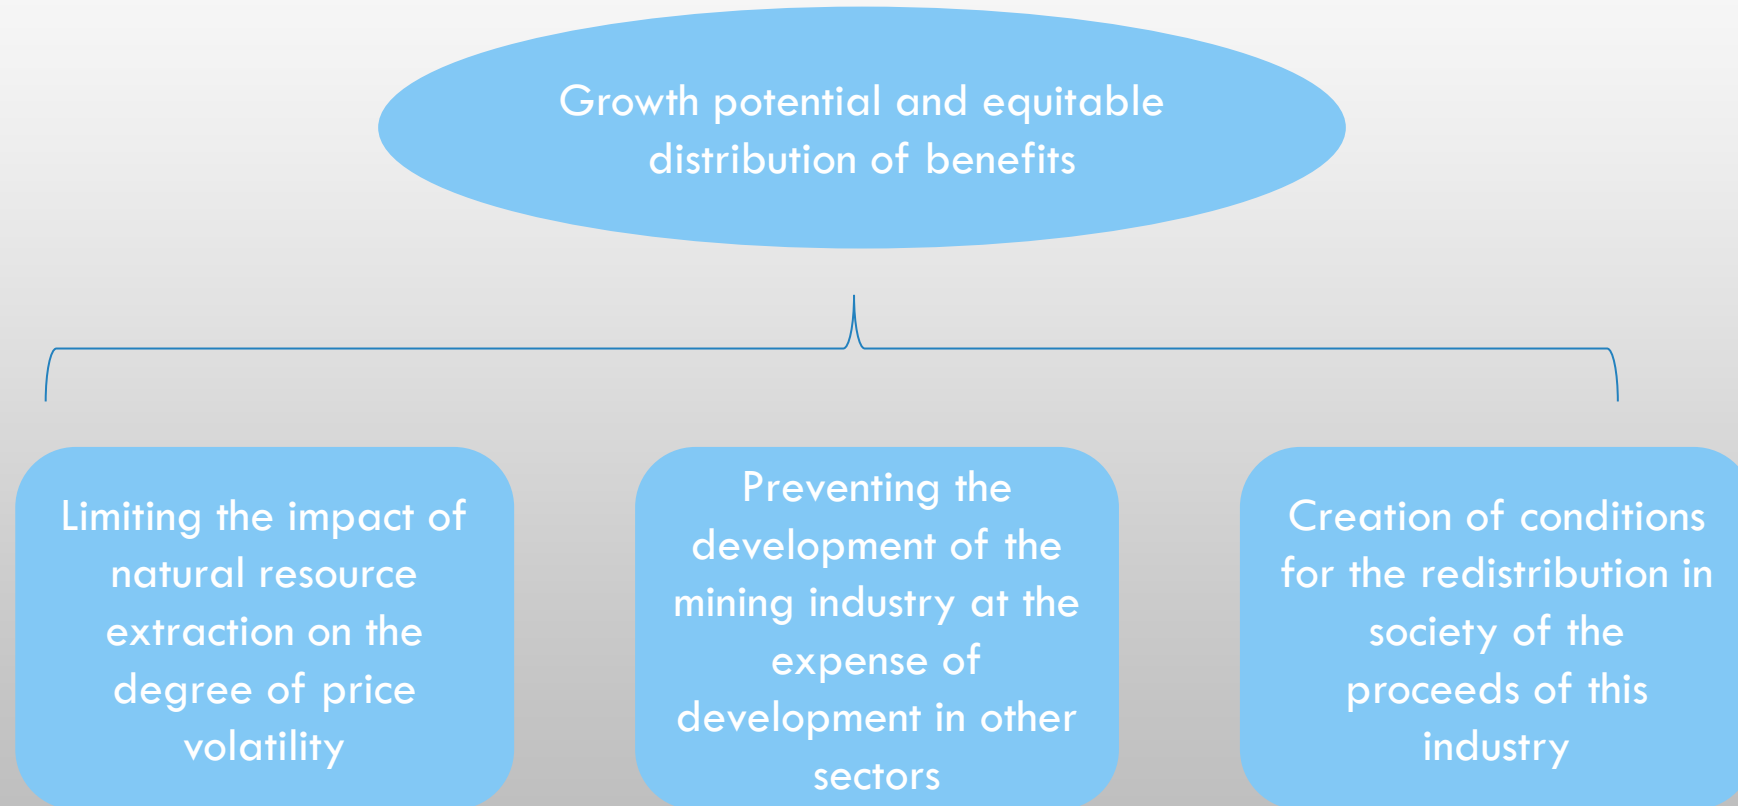 Growth potential and equitable
distribution of benefits
Limiting the impact of
natural resource
extraction on the
degree of price
volatility
Preventing the
development of the
mining industry at the
expense of
development in other
sectors
Creation of conditions
for the redistribution in
society of the
proceeds of this
industry